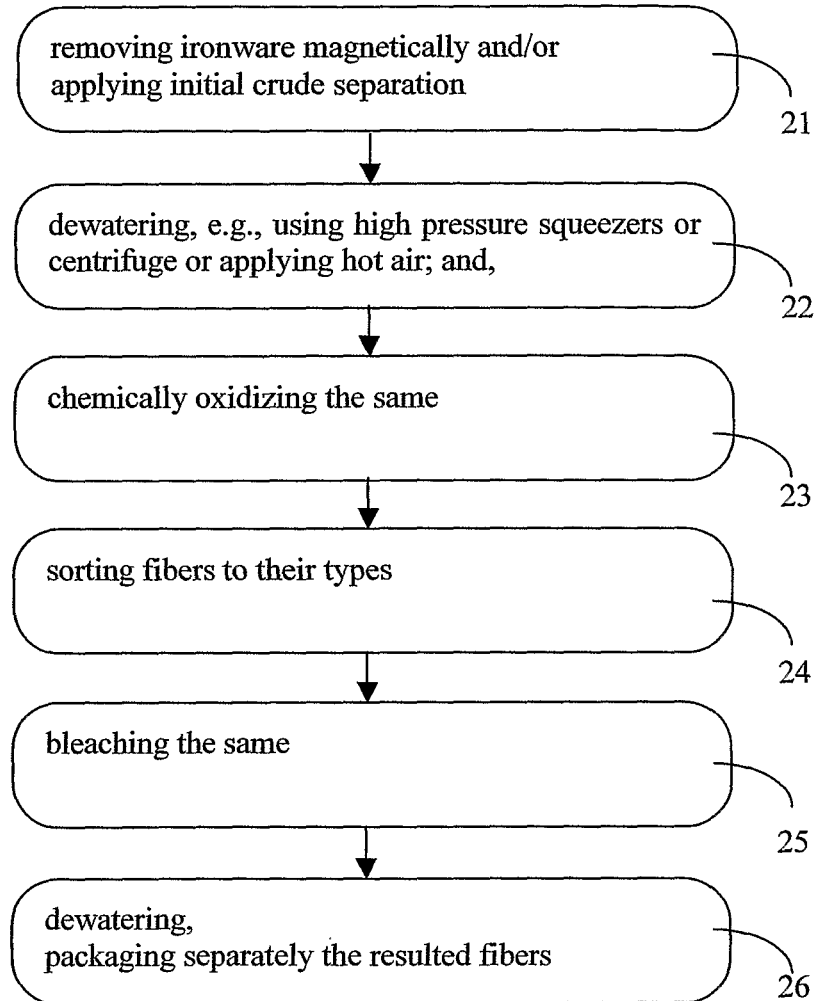 removing ironware magnetically and/or
applying initial crude separation
21
dewatering, e.g., using high pressure squeezers or
centrifuge or applying hot air; and,
22
chemically oxidizing the same
23
sorting fibers to their types
24
bleaching the same
25
dewatering,
packaging separately the resulted fibers
26